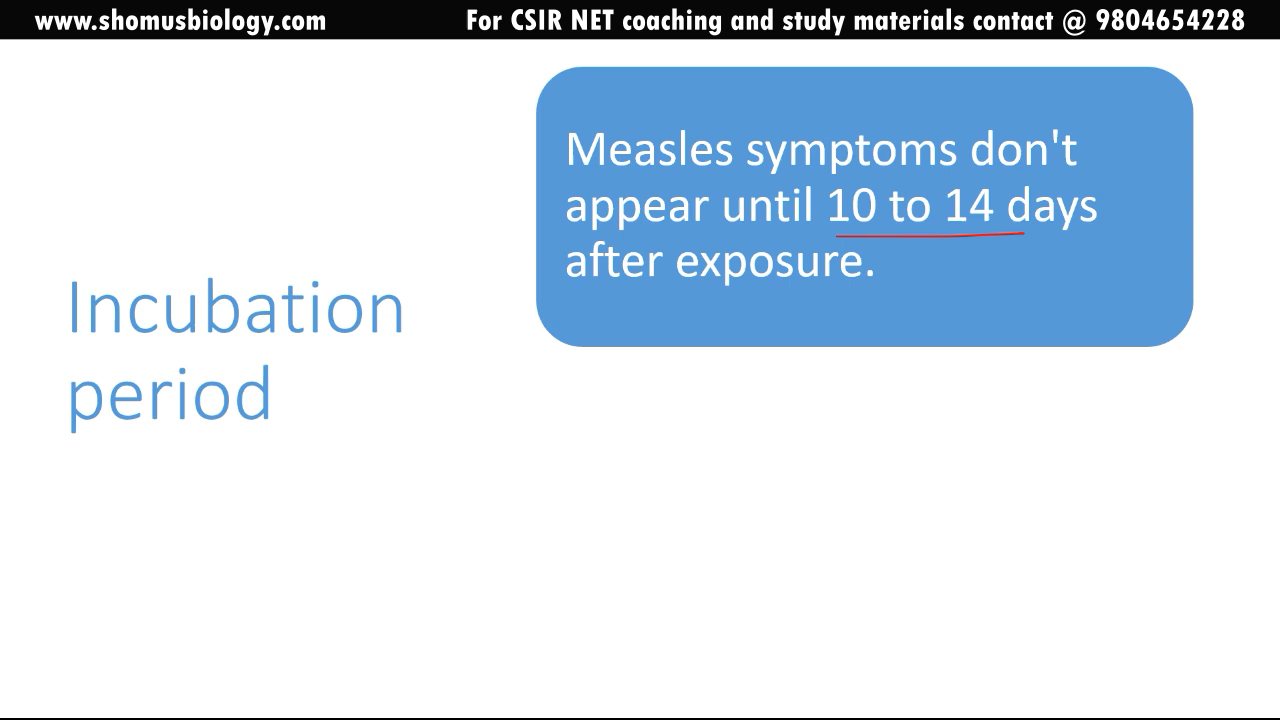 www.shomusbiology.com
For CSIR NET coaching and study materials contact @ 9804654228
Measles symptoms don't
appear until 10 to 14 days
after exposure.
Incubation
period